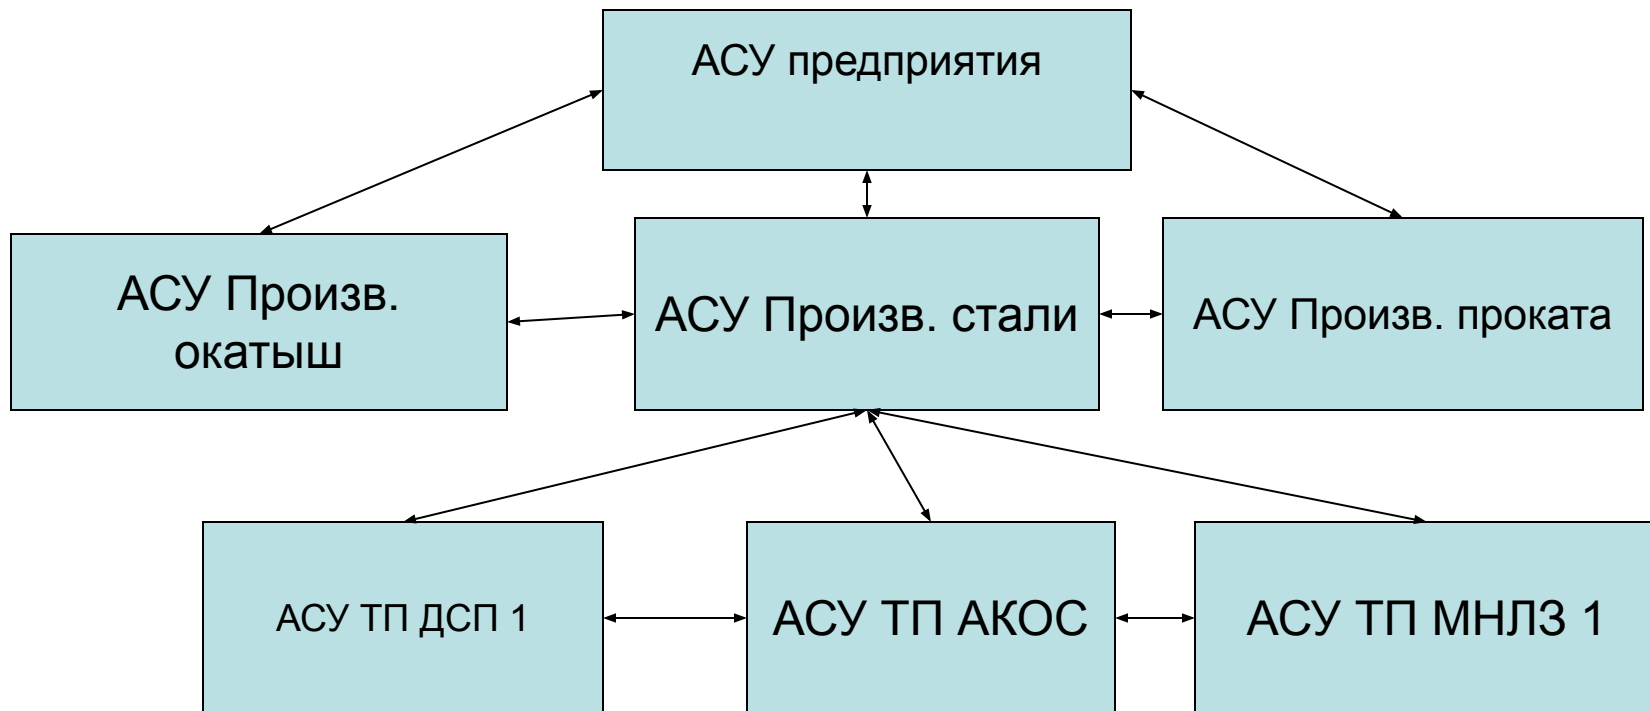 АСУ предприятия
АСУ Произв.
окатыш
АСУ Произв. стали
АСУ Произв. проката
АСУ ТП ДСП 1
АСУ ТП АКОС
АСУ ТП МНЛЗ 1